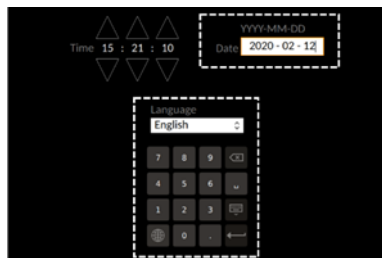 YYYY-MM-DD
Time 15 : 21 : 10 Date 2020 - 02 - 12
Language
English
7 8 9
4 5 6
1 2 3
0 .